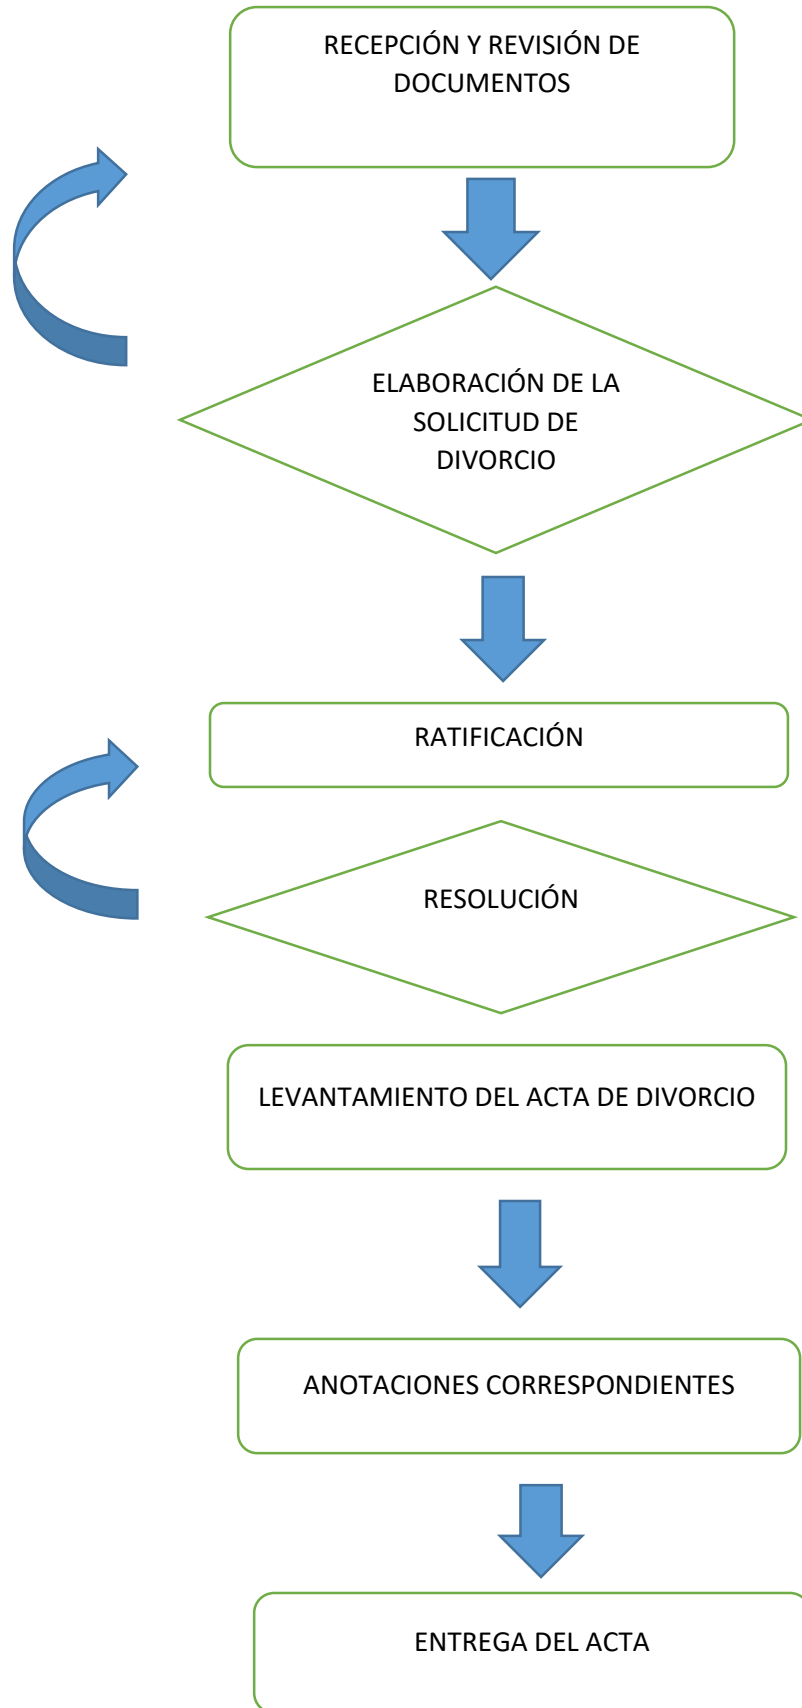 RECEPCIÓN Y REVISIÓN DE
DOCUMENTOS
ELABORACIÓN DE LA
SOLICITUD DE
DIVORCIO
RATIFICACIÓN
RESOLUCIÓN
LEVANTAMIENTO DEL ACTA DE DIVORCIO
ANOTACIONES CORRESPONDIENTES
ENTREGA DEL ACTA